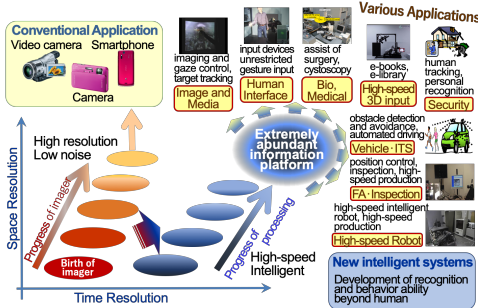 Conventional Application
Video camera
Smartphone
Camera
imaging and
gaze control,
target tracking
Image and
Media
input devices
unrestricted
gesture input
Human
Interface
assist of
surgery,
cystoscopy
Bio,
Medical
Various Applications
e-books,
e-library
High-speed
3D input
human
tracking,
personal
recognition
Security
obstacle detection
and avoidance,
automated driving
Vehicle·ITS
position control,
inspection, high-
speed production
FA·Inspection
high-speed intelligent
robot, high-speed
production
High-speed Robot
New intelligent systems
Development of recognition
and behavior ability
beyond human
Extremely
abundant
information
platform
High resolution
Low noise
Space Resolution
Progress of imager
Birth of
imager
Progress of processing
High-speed
Intelligent
Time Resolution